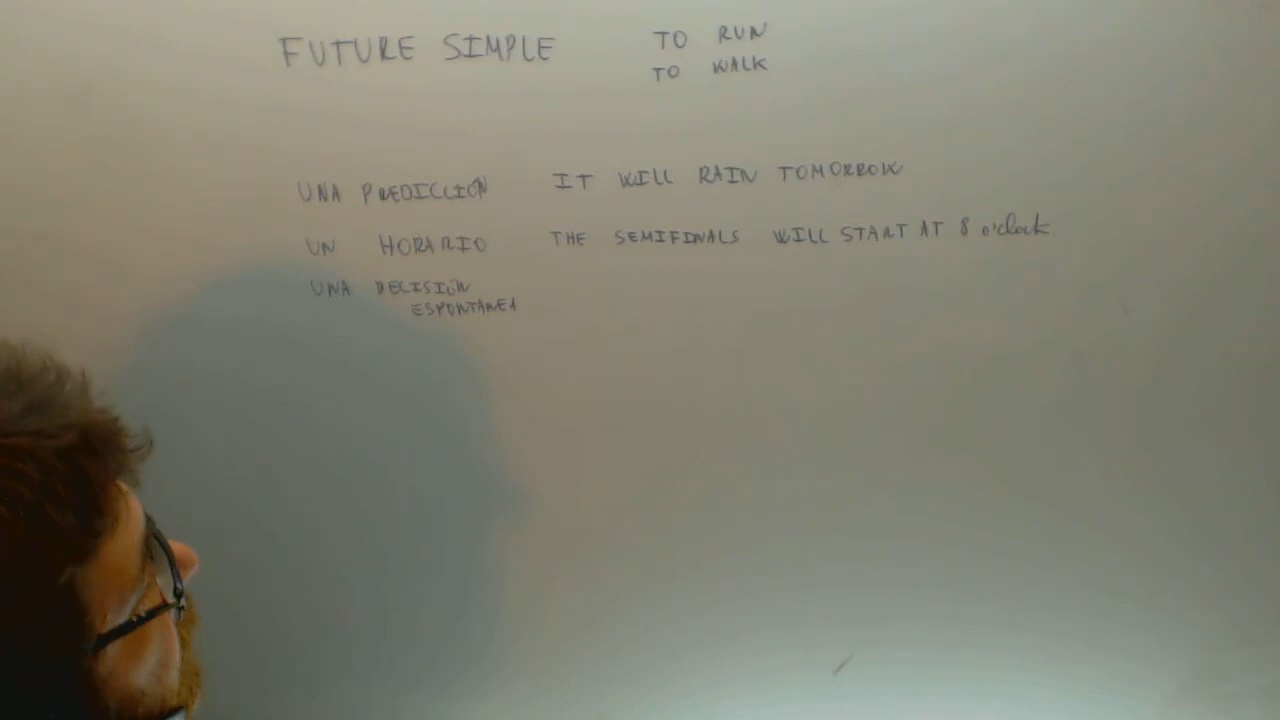 FUTURE SIMPLE
TO RUN
TO WALK
UNA PREDICCIÓN IT WILL RAIN TOMORROW
UN HORARIO THE SEMIFINALS WILL START AT 8 o'clock
UNA DECISIÓN
ESPONTANEA